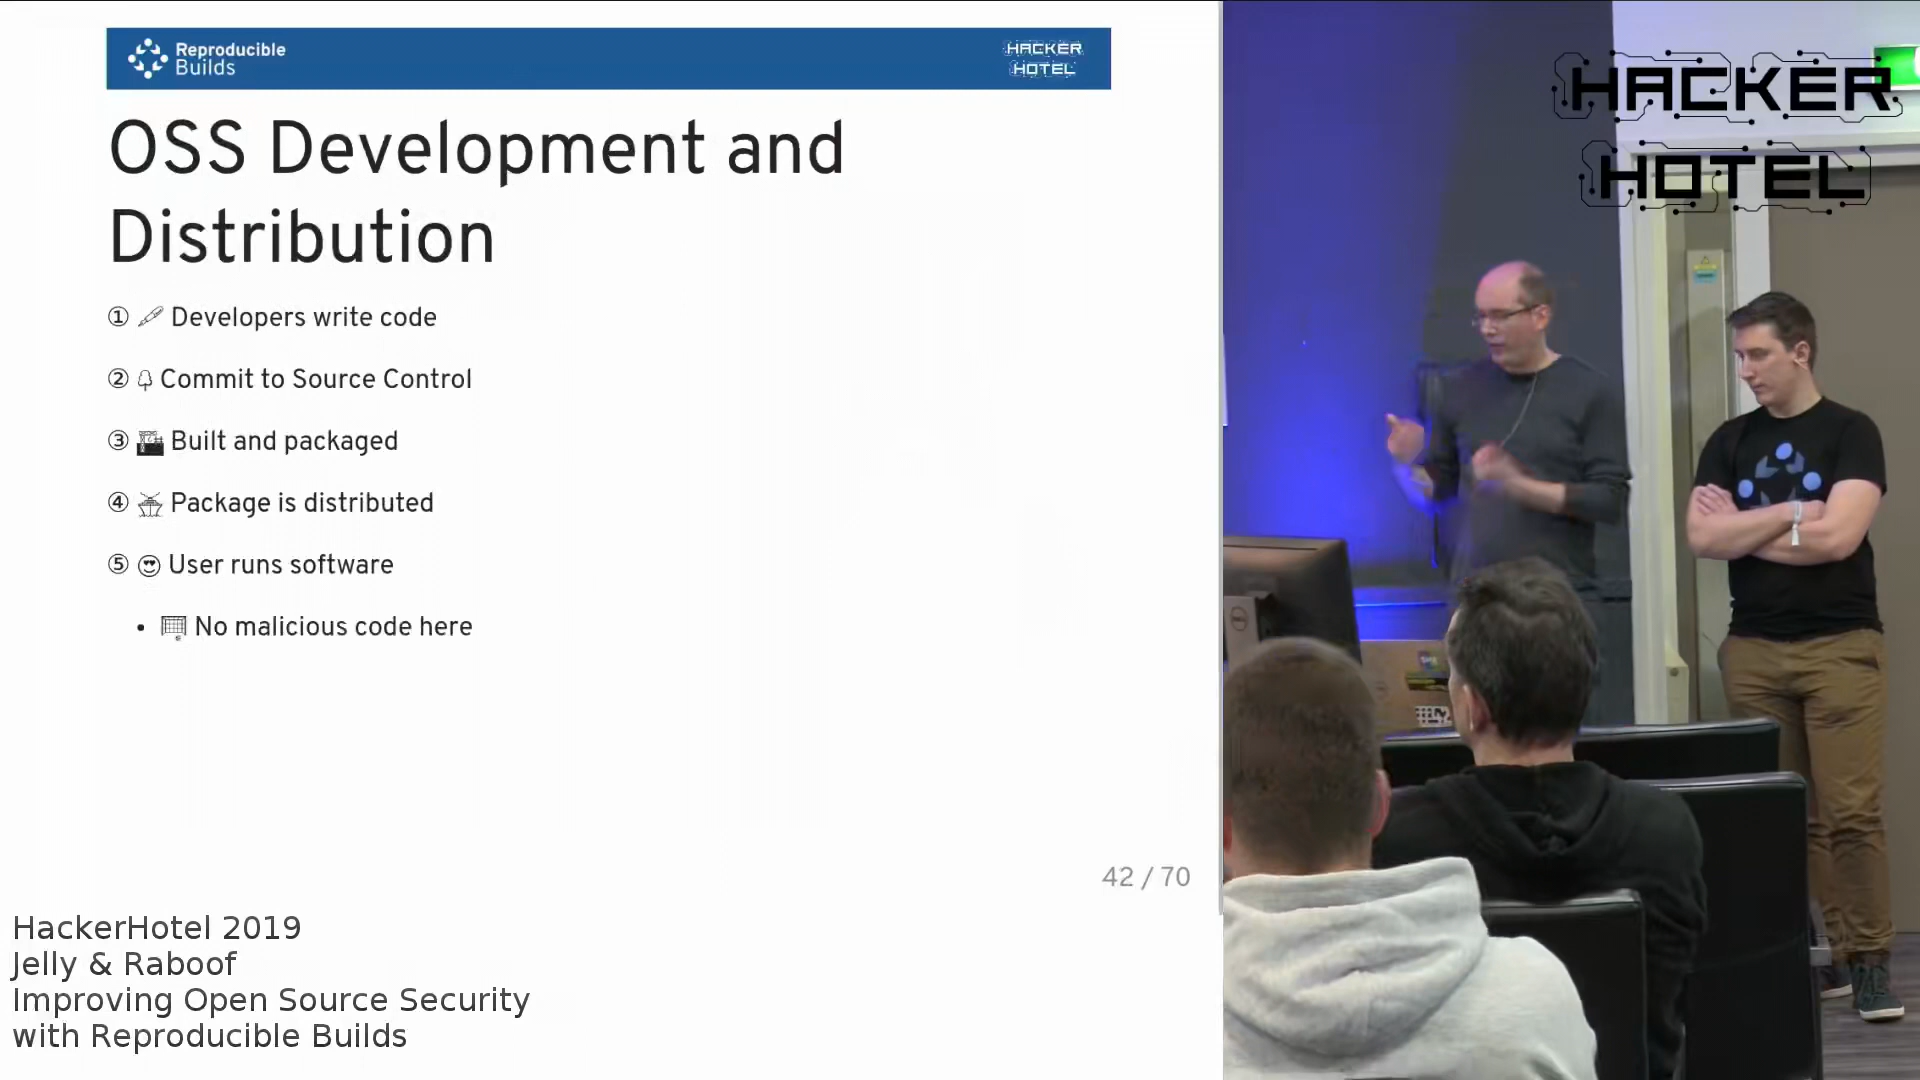 Reproducible
Builds
HACKER
HOTEL
OSS Development and
Distribution
① Developers write code
② Commit to Source Control
③ Built and packaged
④ Package is distributed
⑤ User runs software
• No malicious code here
42 / 70
HackerHotel 2019
Jelly & Raboof
Improving Open Source Security
with Reproducible Builds
HACKER
HOTEL